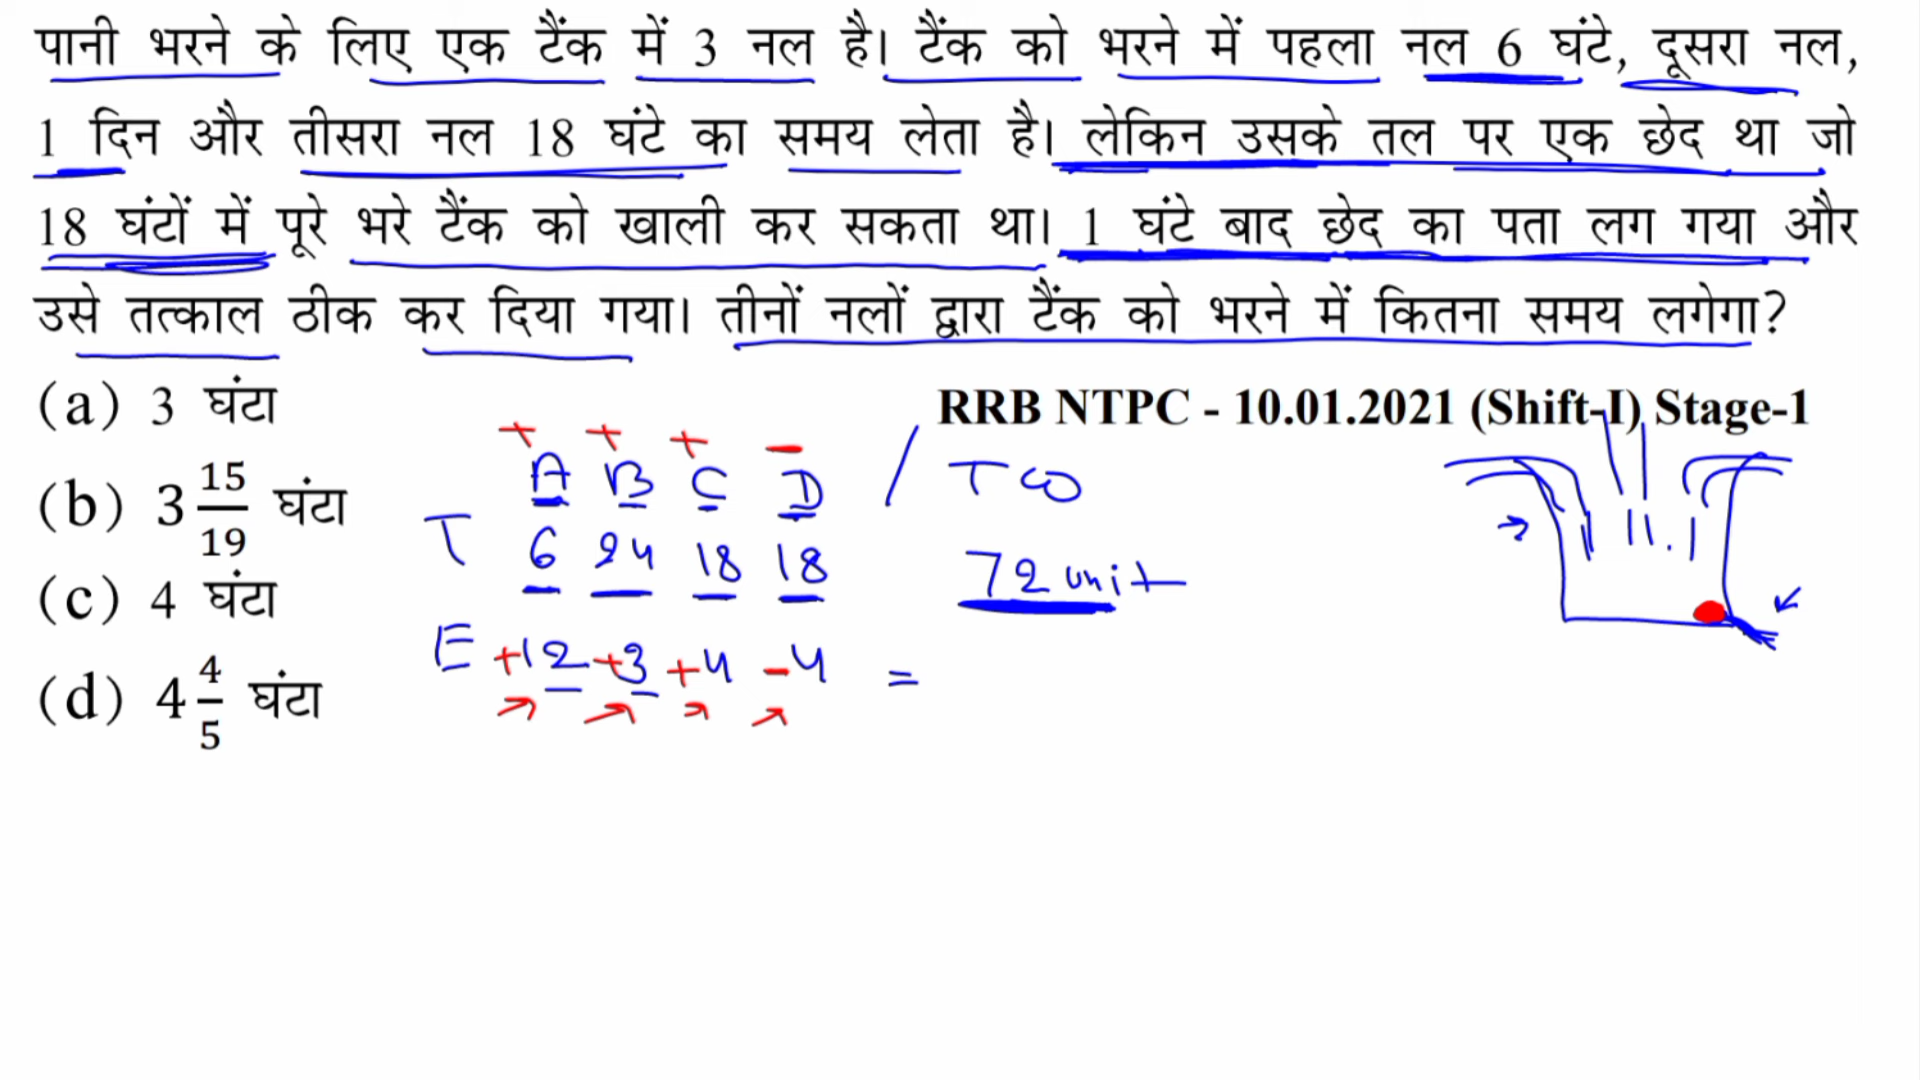 पानी भरने के लिए एक टैंक में 3 नल है। टैंक को भरने में पहला नल 6 घंटे, दूसरा नल,
1 दिन और तीसरा नल 18 घंटे का समय लेता है। लेकिन उसके तल पर एक छेद था जो
18 घंटों में पूरे भरे टैंक को खाली कर सकता था। 1 घंटे बाद छेद का पता लग गया और
उसे तत्काल ठीक कर दिया गया। तीनों नलों द्वारा टैंक को भरने में कितना समय लगेगा?
(a) 3 घंटा
RRB NTPC - 10.01.2021 (Shift-I) Stage-1
(b) 3 15/19 घंटा
(c) 4 घंटा
(d) 4 4/5 घंटा
+ + + -
A B C D / TW
T 6 24 18 18 72 unit
E +12 +3 +4 -4 =